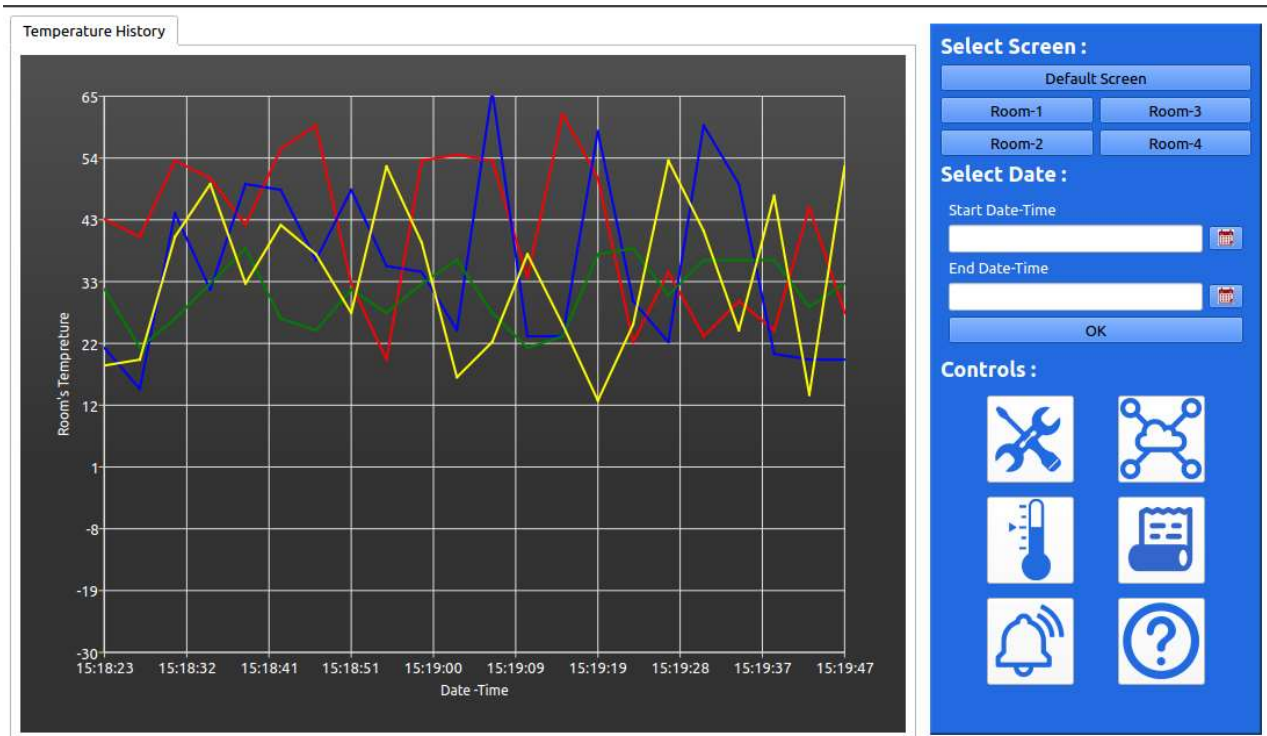 Temperature History
65
54
43
33
22
12
1
-8
-19
-30
Room's Tempreture
15:18:23 15:18:32 15:18:41 15:18:51 15:19:00 15:19:09 15:19:19 15:19:28 15:19:37 15:19:47
Date -Time
Select Screen :
Default Screen
Room-1 Room-3
Room-2 Room-4
Select Date :
Start Date-Time
End Date-Time
OK
Controls :